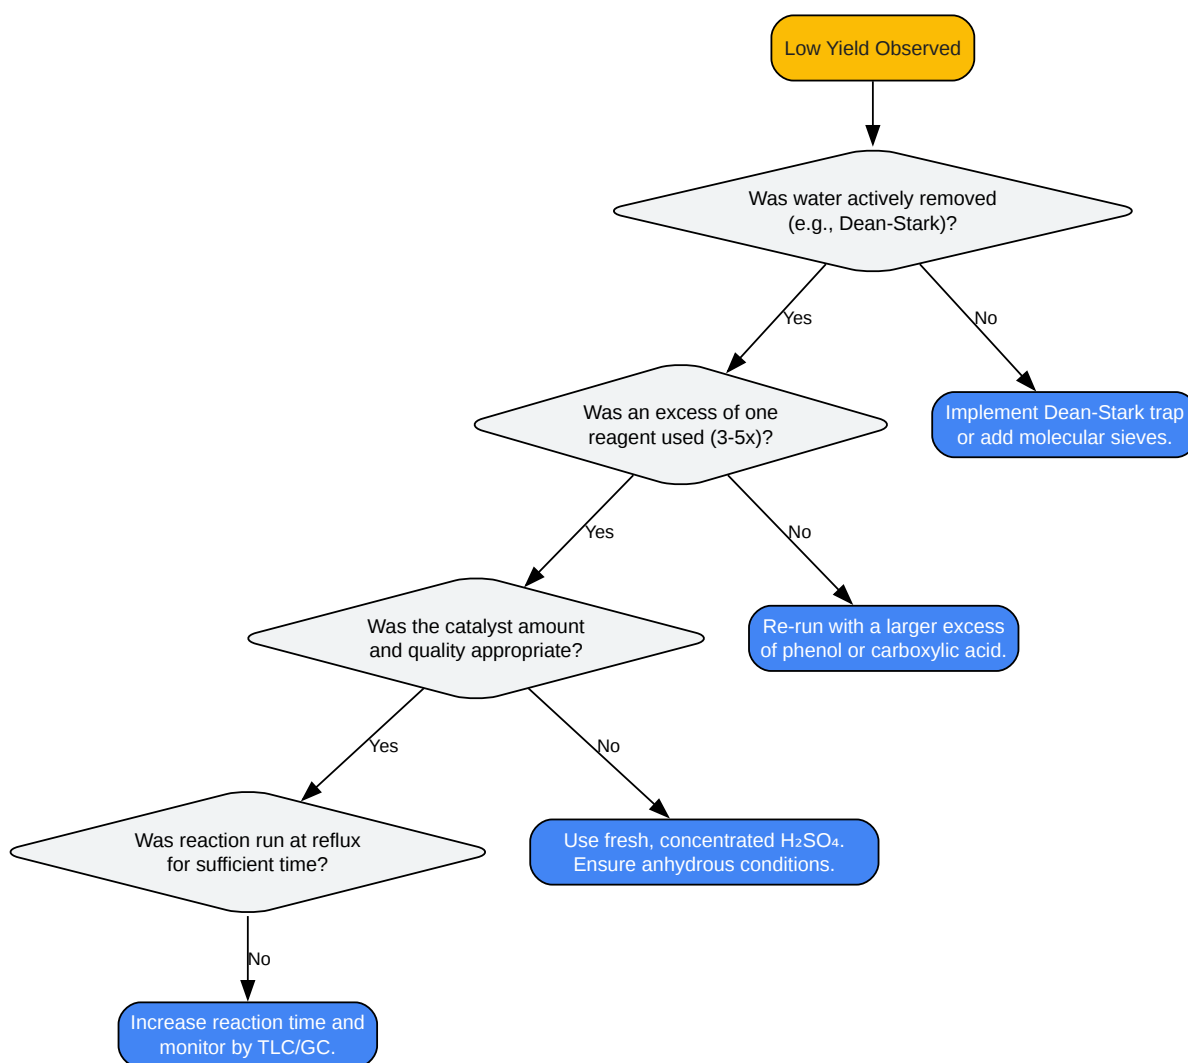 Low Yield Observed
Was water actively removed
(e.g., Dean-Stark)?
Yes
No
Was an excess of one
reagent used (3-5x)?
Implement Dean-Stark trap
or add molecular sieves.
Yes
No
Was the catalyst amount
and quality appropriate?
Re-run with a larger excess
of phenol or carboxylic acid.
Yes
No
Was reaction run at reflux
for sufficient time?
Use fresh, concentrated H₂SO₄.
Ensure anhydrous conditions.
No
Increase reaction time and
monitor by TLC/GC.